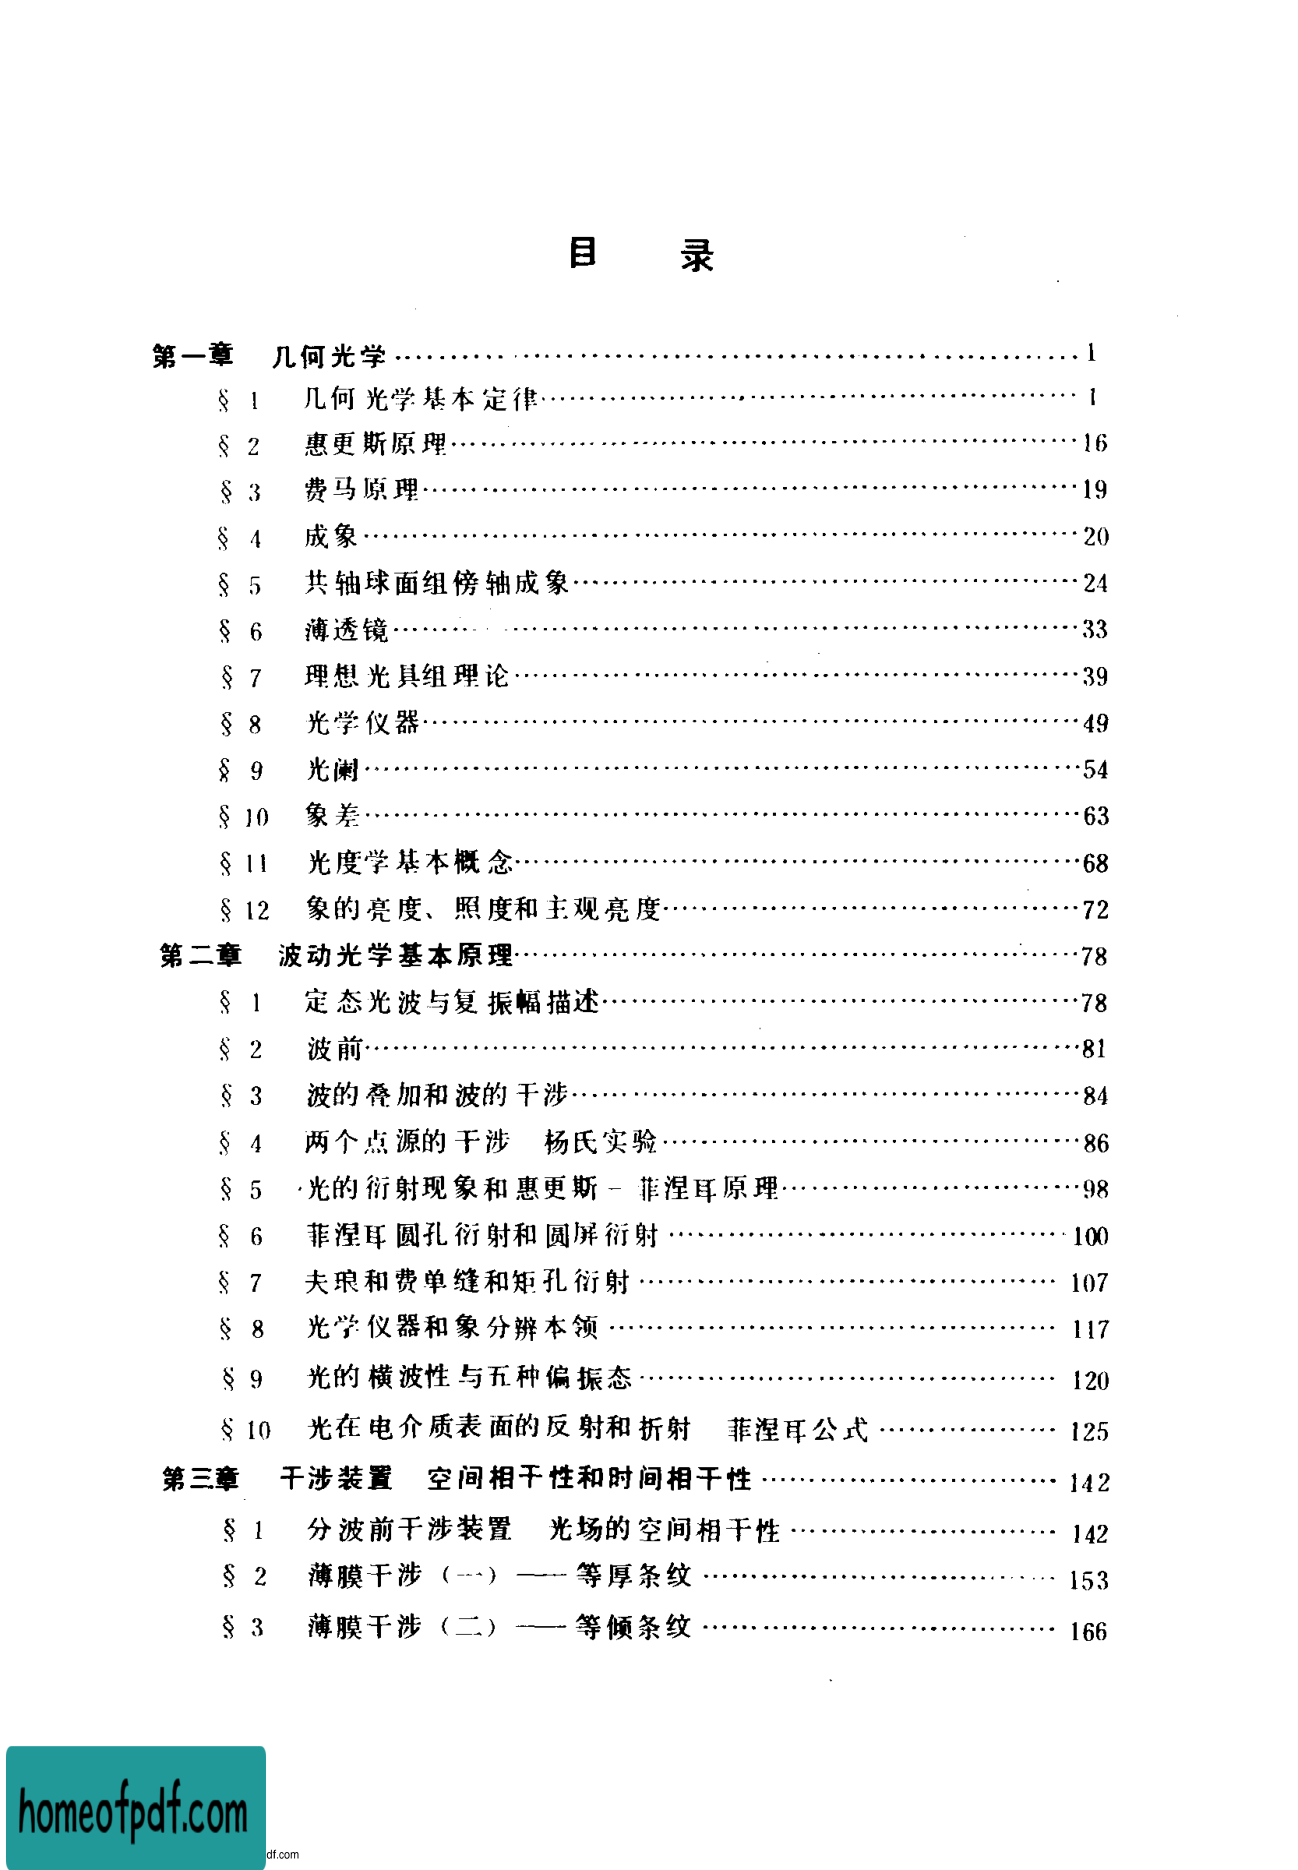 目 录
第一章 几何光学…………………………………………………1
§ 1 几何光学基本定律…………………………………………1
§ 2 惠更斯原理…………………………………………………16
§ 3 费马原理……………………………………………………19
§ 4 成象…………………………………………………………20
§ 5 共轴球面组傍轴成象………………………………………24
§ 6 薄透镜………………………………………………………33
§ 7 理想光具组理论……………………………………………39
§ 8 光学仪器……………………………………………………49
§ 9 光阑…………………………………………………………54
§ 10 象差………………………………………………………63
§ 11 光度学基本概念…………………………………………68
§ 12 象的亮度、照度和主观亮度……………………………72
第二章 波动光学基本原理………………………………………78
§ 1 定态光波与复振幅描述……………………………………78
§ 2 波前…………………………………………………………81
§ 3 波的叠加和波的干涉………………………………………84
§ 4 两个点源的干涉 杨氏实验………………………………86
§ 5 光的衍射现象和惠更斯-菲涅耳原理……………………98
§ 6 菲涅耳圆孔衍射和圆屏衍射………………………………100
§ 7 夫琅和费单缝和矩孔衍射…………………………………107
§ 8 光学仪器和象分辨本领……………………………………117
§ 9 光的横波性与五种偏振态…………………………………120
§ 10 光在电介质表面的反射和折射 菲涅耳公式……………125
第三章 干涉装置 空间相干性和时间相干性…………………142
§ 1 分波前干涉装置 光场的空间相干性……………………142
§ 2 薄膜干涉(一)——等厚条纹……………………………153
§ 3 薄膜干涉(二)——等倾条纹……………………………166
homeofpdf.com
df.com